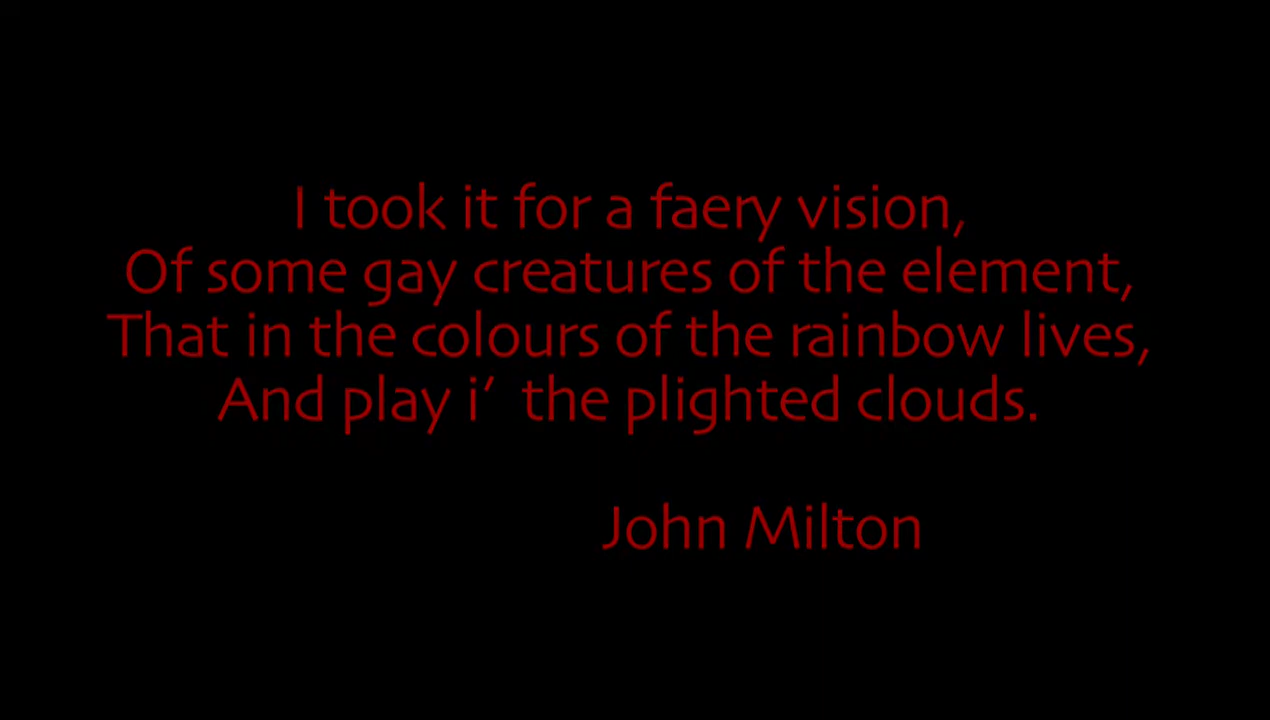 I took it for a faery vision,
Of some gay creatures of the element,
That in the colours of the rainbow lives,
And play i’ the plighted clouds.
John Milton